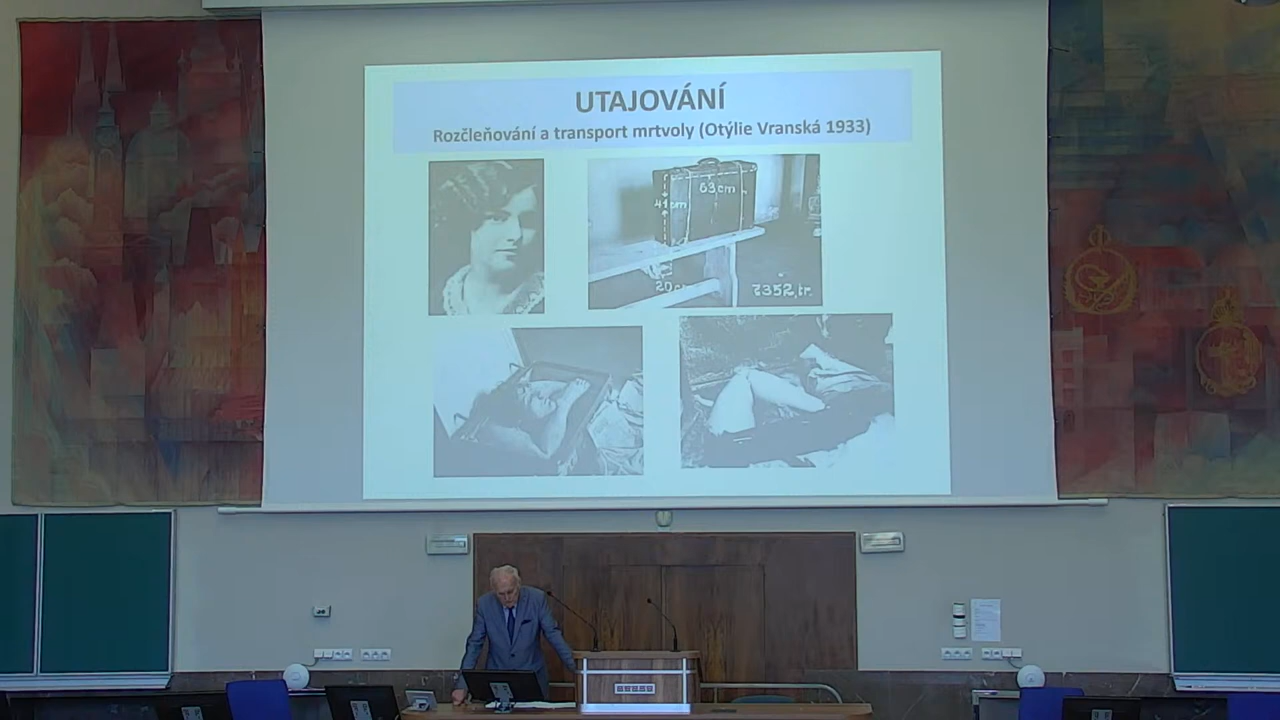 UTAJOVÁNÍ
Rozčleňování a transport mrtvoly (Otýlie Vranská 1933)
63cm
41cm
20cm
7352,tr.